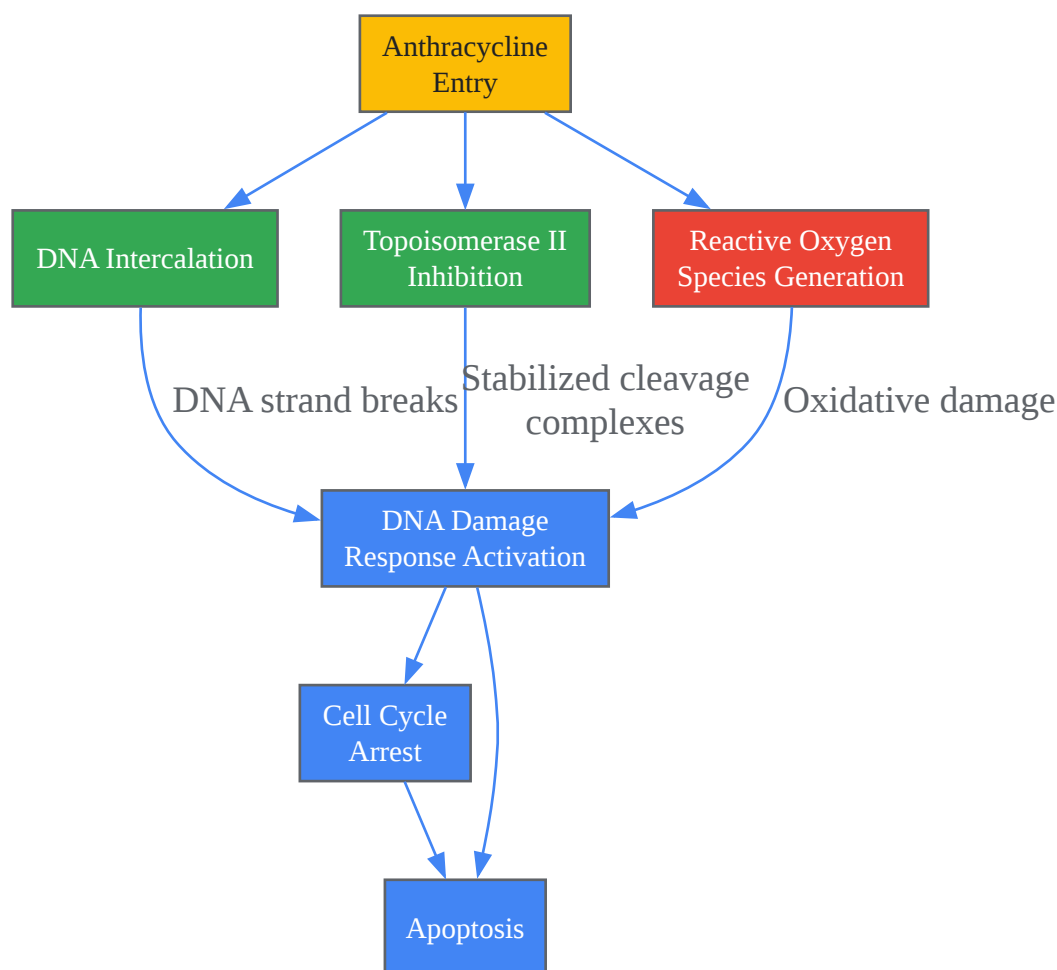 Anthracycline
Entry
DNA Intercalation
Topoisomerase II
Inhibition
Reactive Oxygen
Species Generation
DNA strand breaks
Stabilized cleavage
complexes
Oxidative damage
DNA Damage
Response Activation
Cell Cycle
Arrest
Apoptosis